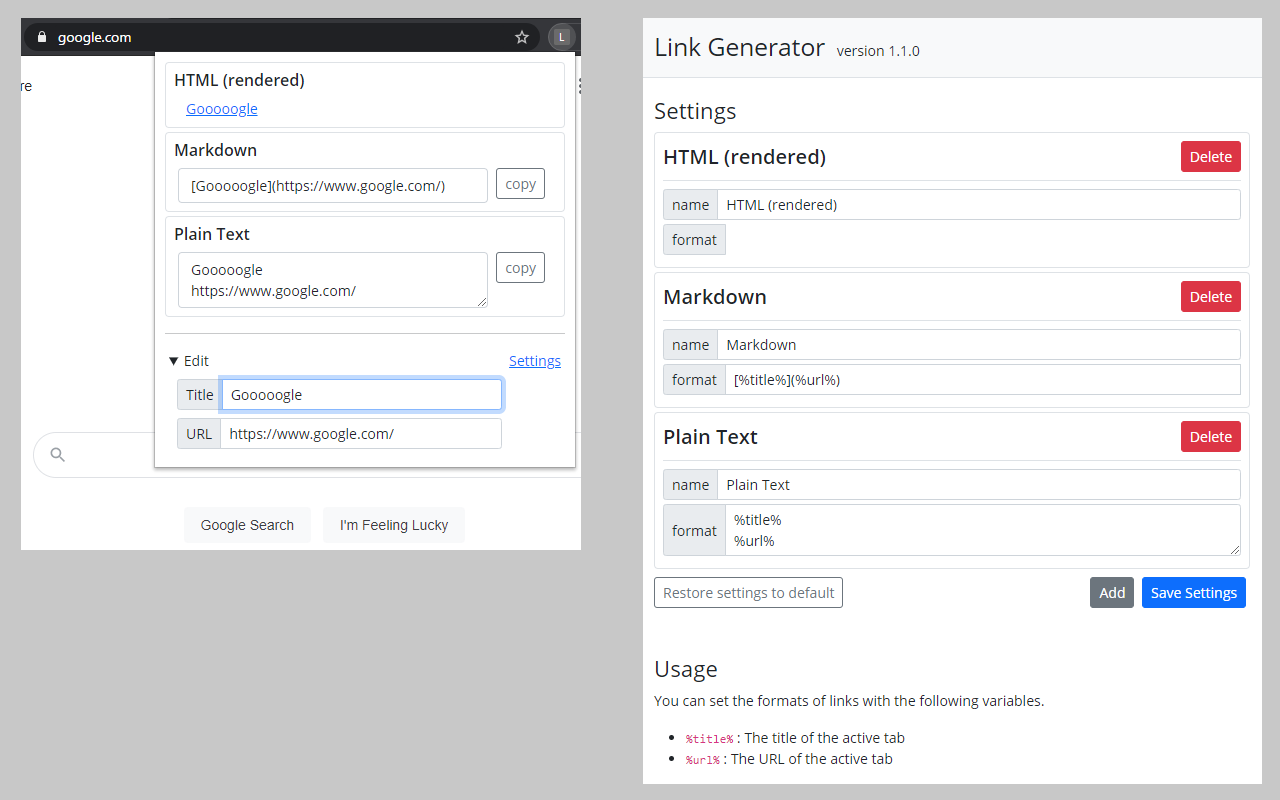 google.com
L
re
HTML (rendered)
Gooooogle
Markdown
[Gooooogle](https://www.google.com/)
copy
Plain Text
Gooooogle
https://www.google.com/
copy
▼ Edit
Settings
Title
Gooooogle
URL
https://www.google.com/
Google Search
I'm Feeling Lucky
Link Generator version 1.1.0
Settings
HTML (rendered)
Delete
name
HTML (rendered)
format
Markdown
Delete
name
Markdown
format
[%title%](%url%)
Plain Text
Delete
name
Plain Text
format
%title%
%url%
Restore settings to default
Add
Save Settings
Usage
You can set the formats of links with the following variables.
• %title% : The title of the active tab
• %url% : The URL of the active tab